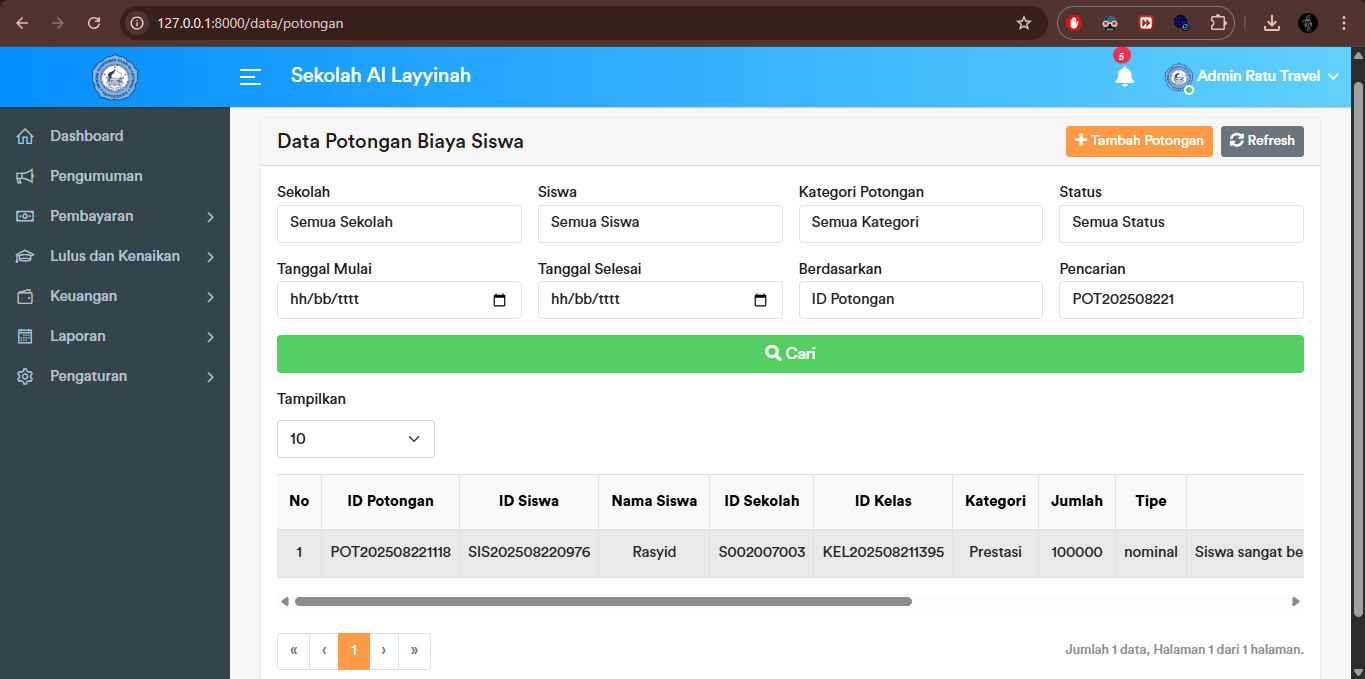 127.0.0.1:8000/data/potongan
Sekolah Al Layyinah
5
Admin Ratu Travel
Dashboard
Pengumuman
Pembayaran
Lulus dan Kenaikan
Keuangan
Laporan
Pengaturan
Data Potongan Biaya Siswa
Tambah Potongan
Refresh
Sekolah Siswa Kategori Potongan Status
Semua Sekolah Semua Siswa Semua Kategori Semua Status
Tanggal Mulai Tanggal Selesai Berdasarkan Pencarian
hh/bb/tttt hh/bb/tttt ID Potongan POT202508221
Cari
Tampilkan
10
No ID Potongan ID Siswa Nama Siswa ID Sekolah ID Kelas Kategori Jumlah Tipe
1 POT202508221118 SIS202508220976 Rasyid S002007003 KEL202508211395 Prestasi 100000 nominal Siswa sangat be
« ‹ 1 › »
Jumlah 1 data, Halaman 1 dari 1 halaman.